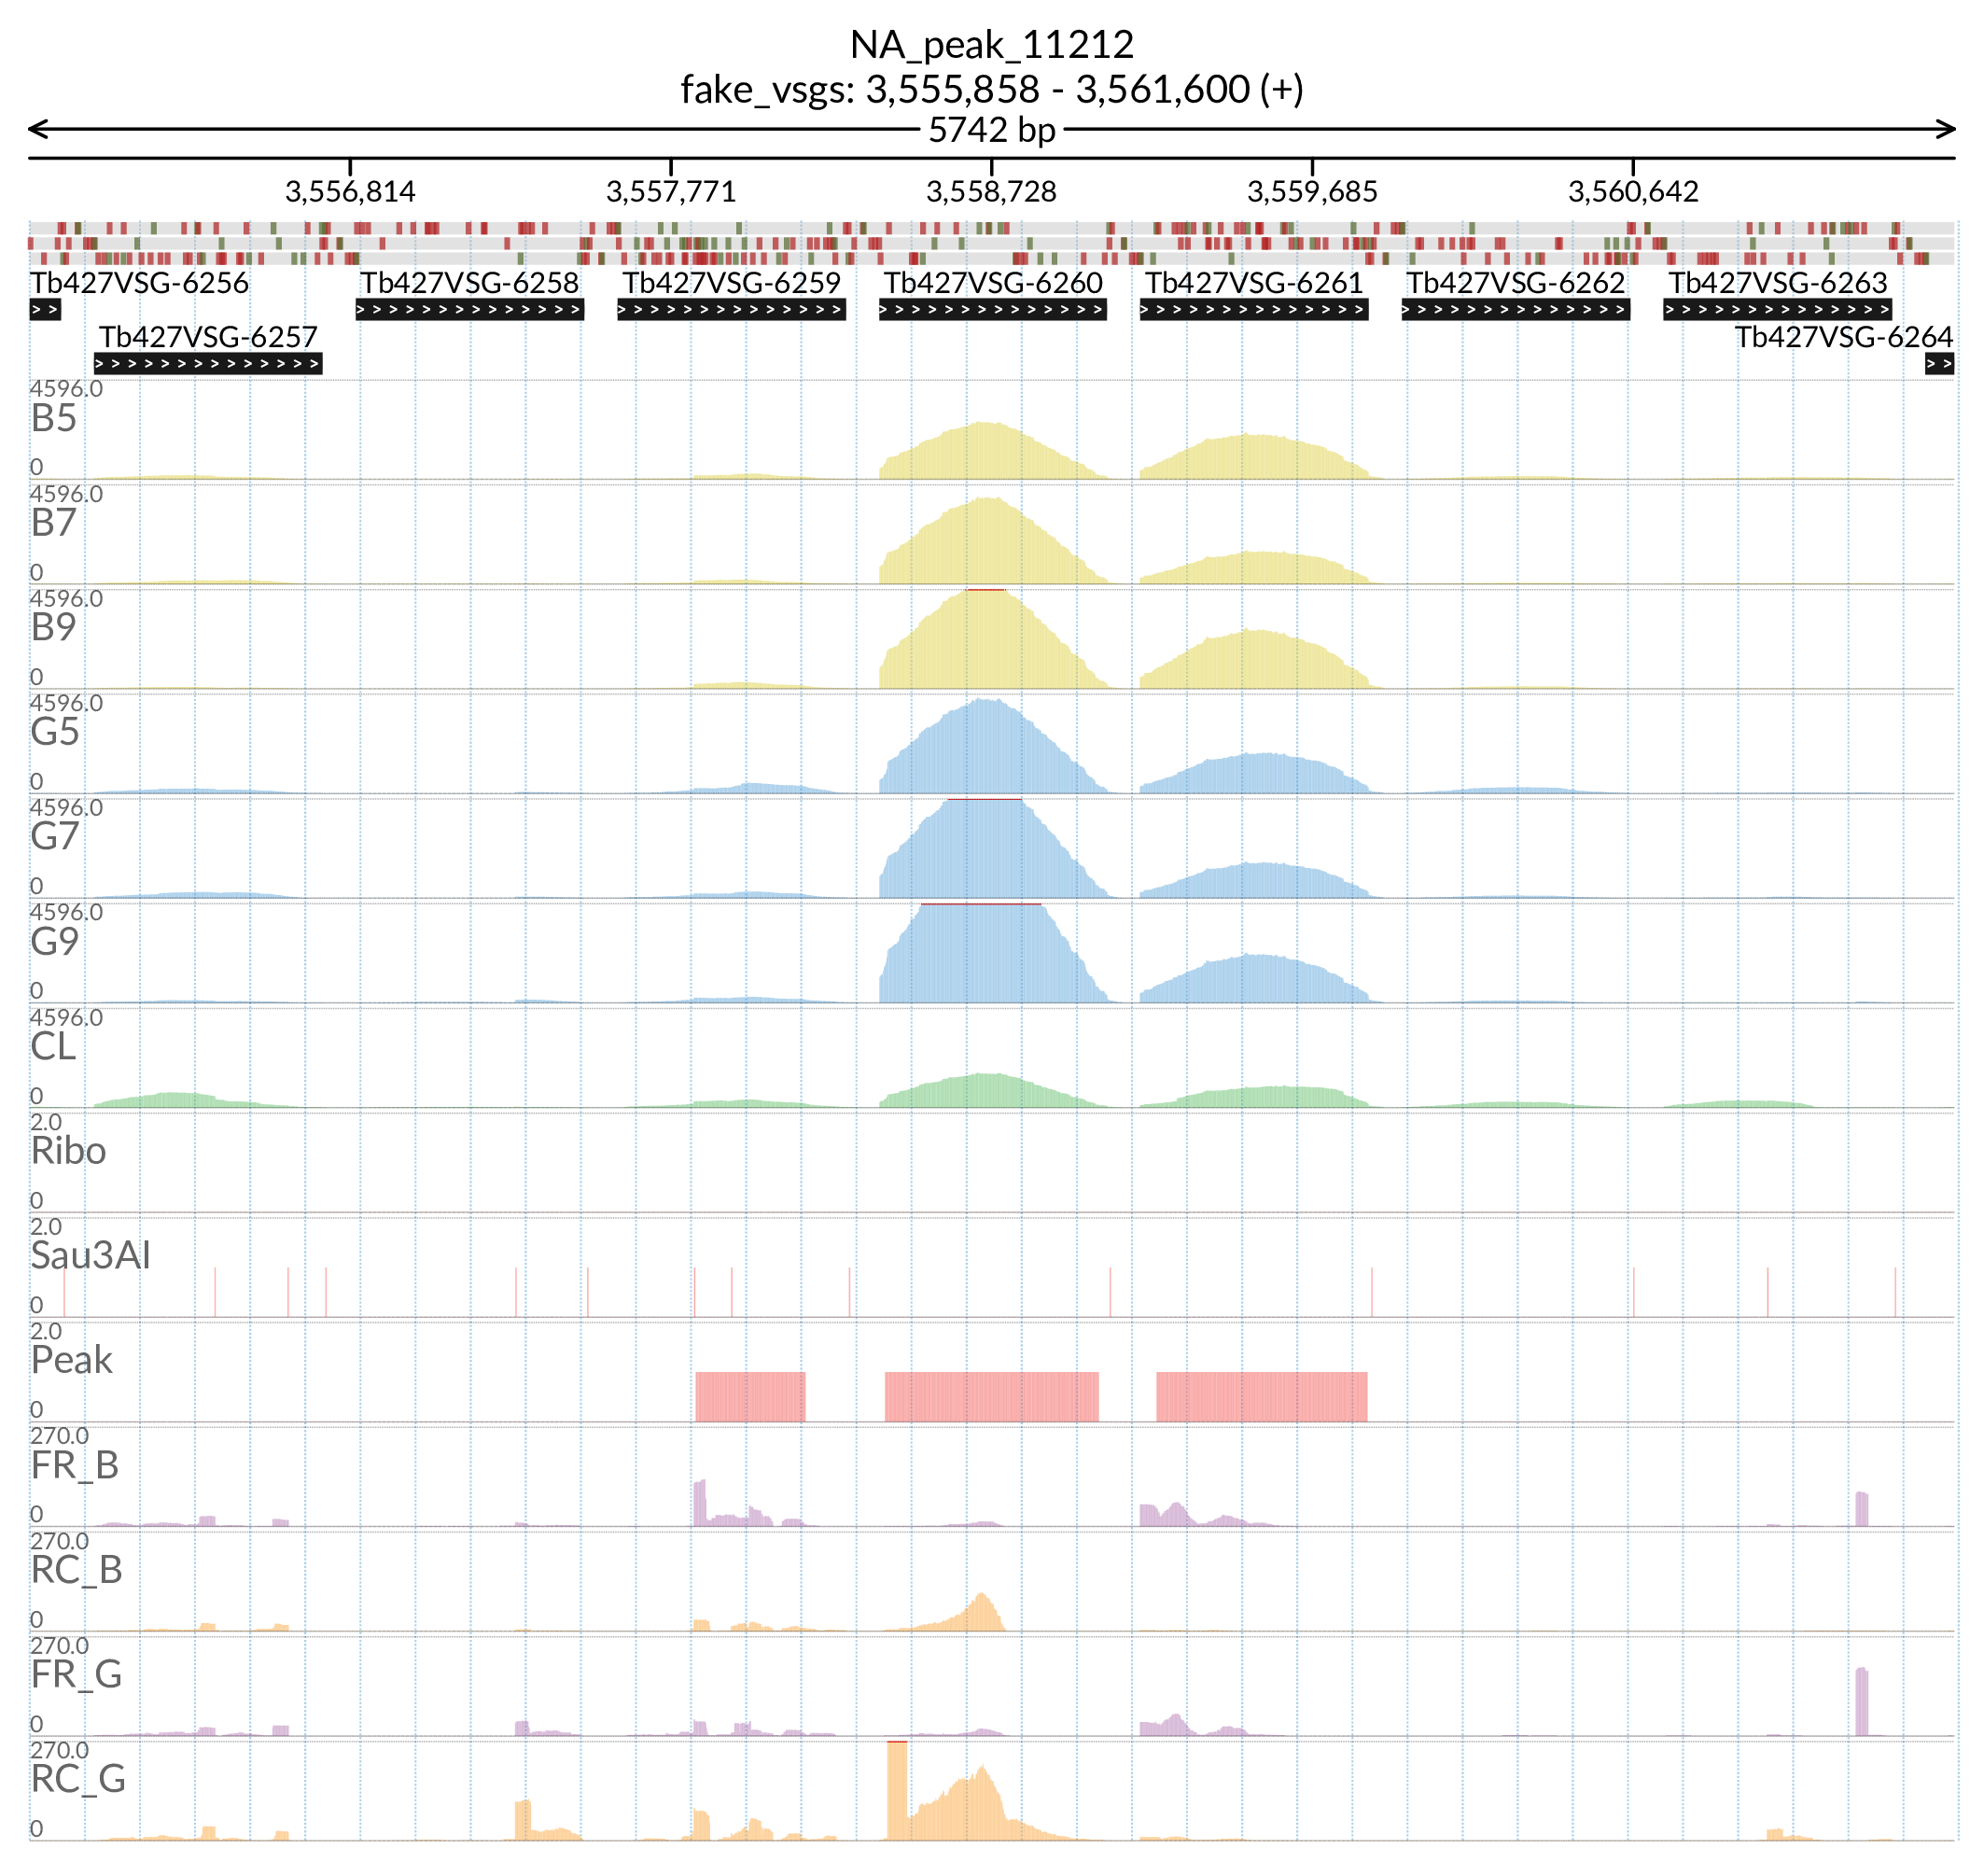 NA_peak_11212
fake_vsgs: 3,555,858 - 3,561,600 (+)
5742 bp
3,556,814 3,557,771 3,558,728 3,559,685 3,560,642
Tb427VSG-6256 Tb427VSG-6258 Tb427VSG-6259 Tb427VSG-6260 Tb427VSG-6261 Tb427VSG-6262 Tb427VSG-6263
Tb427VSG-6257 Tb427VSG-6264
4596.0
B5
0
4596.0
B7
0
4596.0
B9
0
4596.0
G5
0
4596.0
G7
0
4596.0
G9
0
4596.0
CL
0
2.0
Ribo
0
2.0
Sau3AI
0
2.0
Peak
0
270.0
FR_B
0
270.0
RC_B
0
270.0
FR_G
0
270.0
RC_G
0